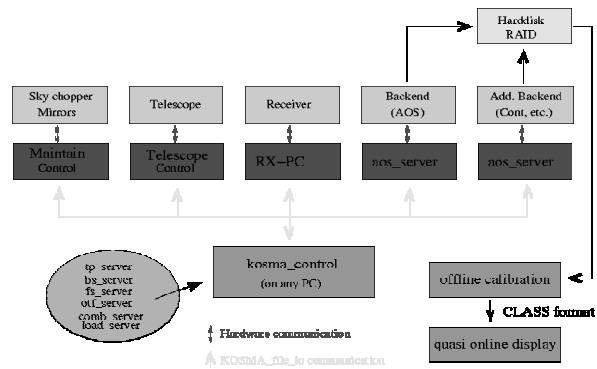 Harddisk
RAID
Sky chopper
Mirrors
Telescope
Receiver
Backend
(AOS)
Add. Backend
(Cont, etc.)
Maintain
Control
Telescope
Control
RX-PC
aos_server
aos_server
tp_server
bs_server
fs_server
otf_server
comb_server
load_server
kosma_control
(on any PC)
offline calibration
CLASS format
quasi online display
Hardware communication
KOSMA_file_io communication